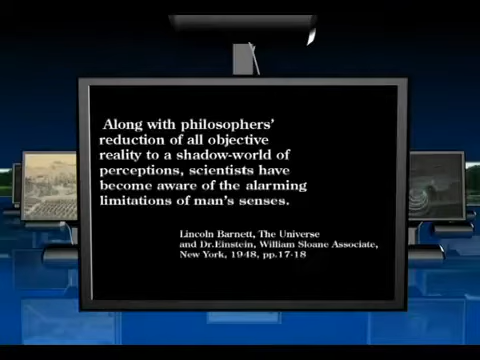 Along with philosophers'
reduction of all objective
reality to a shadow-world of
perceptions, scientists have
become aware of the alarming
limitations of man's senses.
Lincoln Barnett, The Universe
and Dr.Einstein, William Sloane Associate,
New York, 1948, pp.17-18